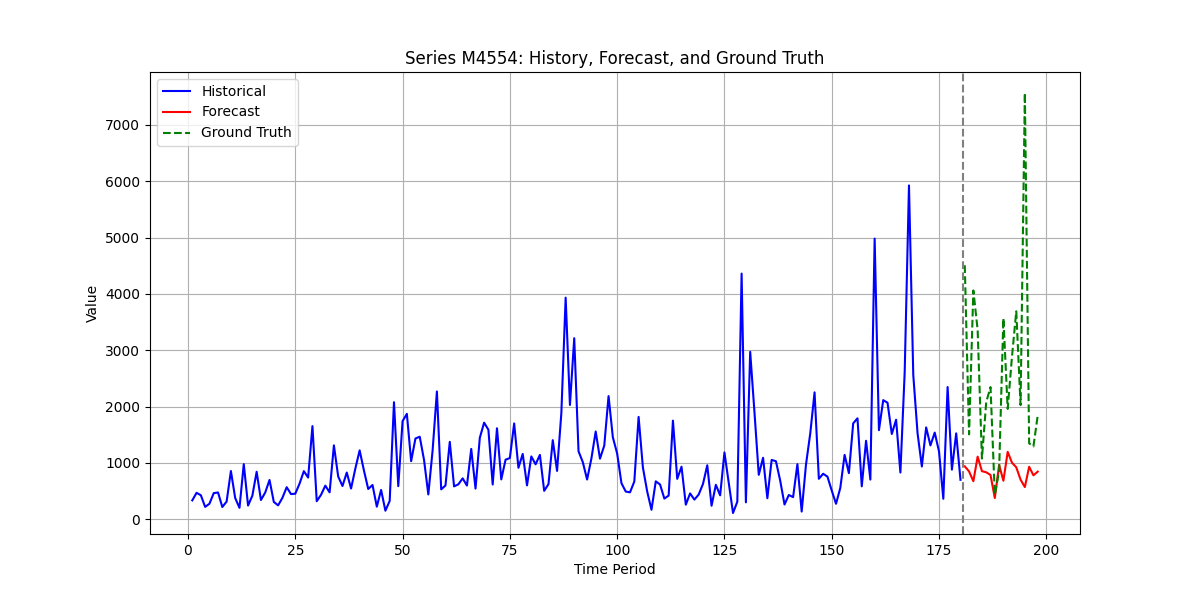 Series M4554: History, Forecast, and Ground Truth
Historical
Forecast
Ground Truth
7000
6000
5000
4000
3000
2000
1000
0
Value
0 25 50 75 100 125 150 175 200
Time Period